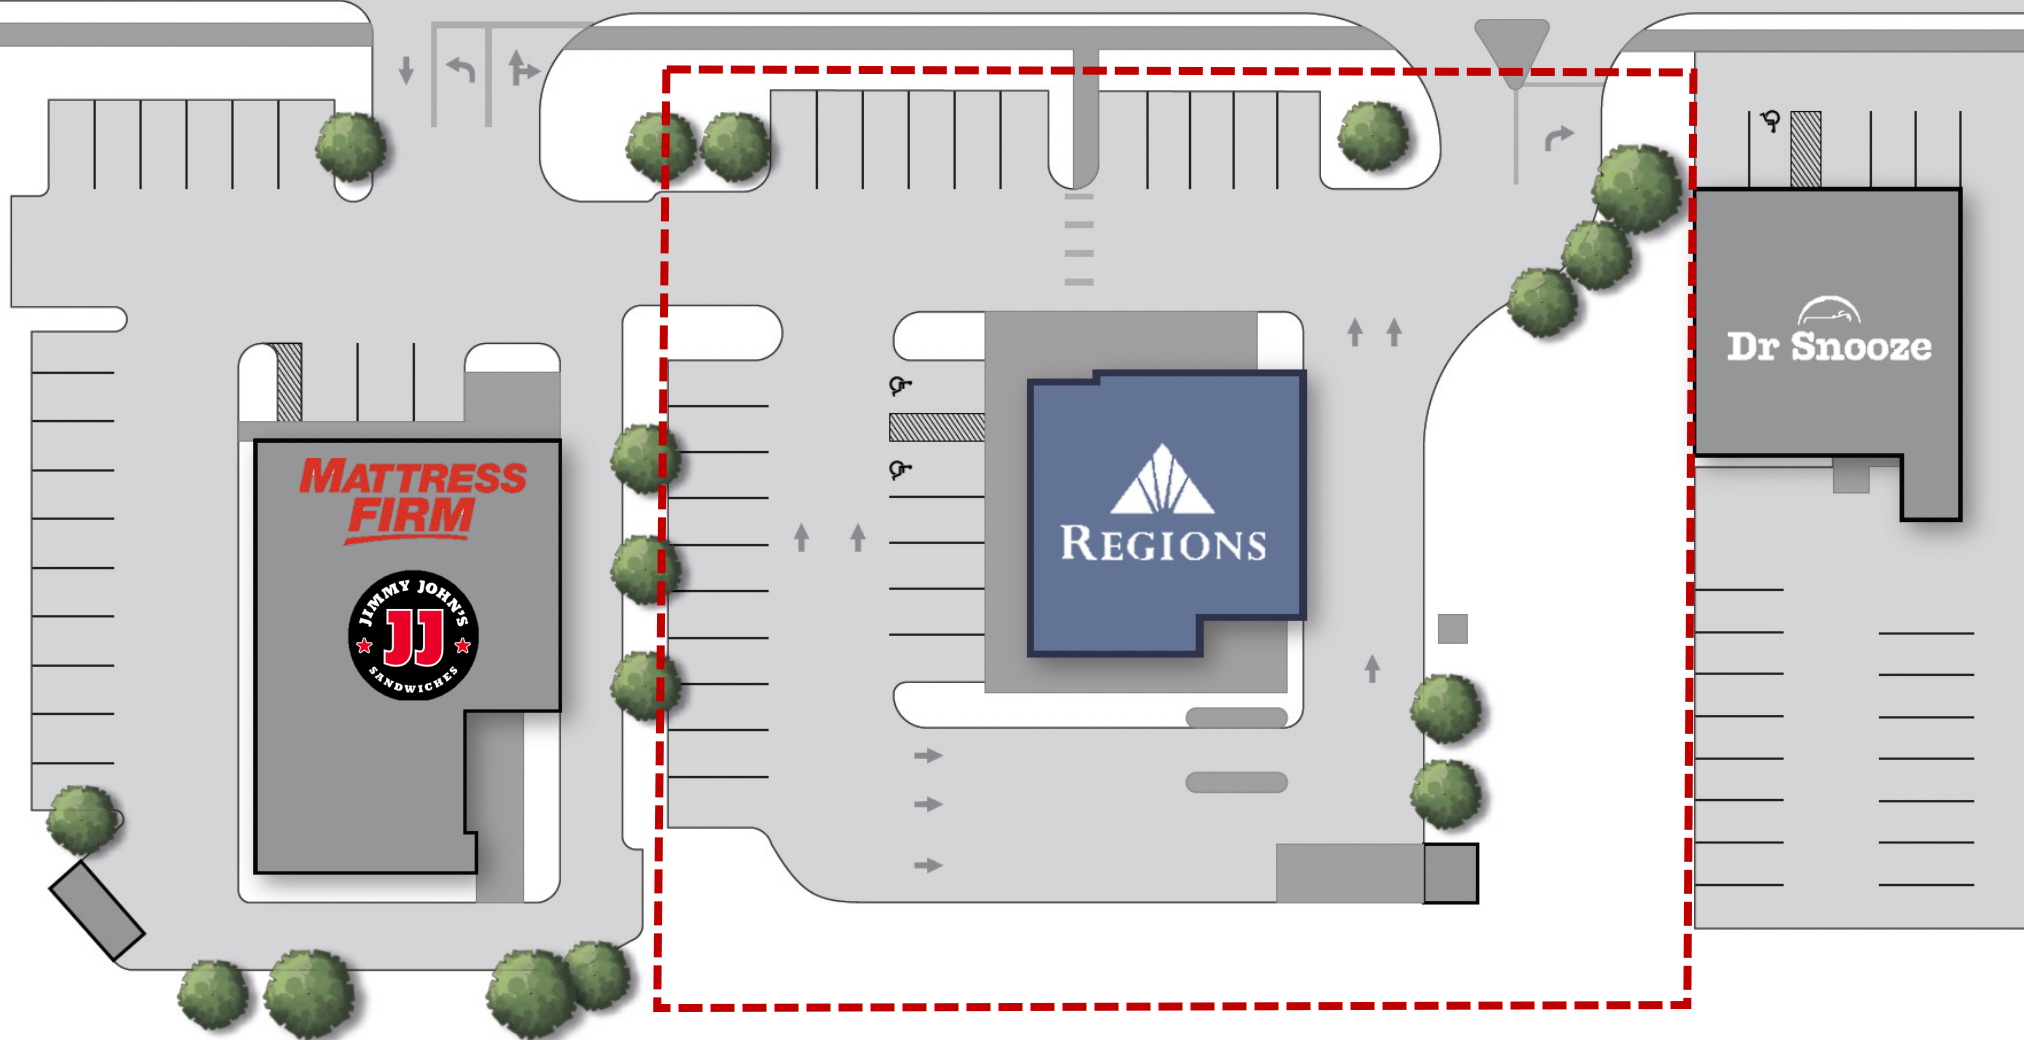 MATTRESS
FIRM
JIMMY JOHN'S
JJ
SANDWICHES
REGIONS
Dr Snooze